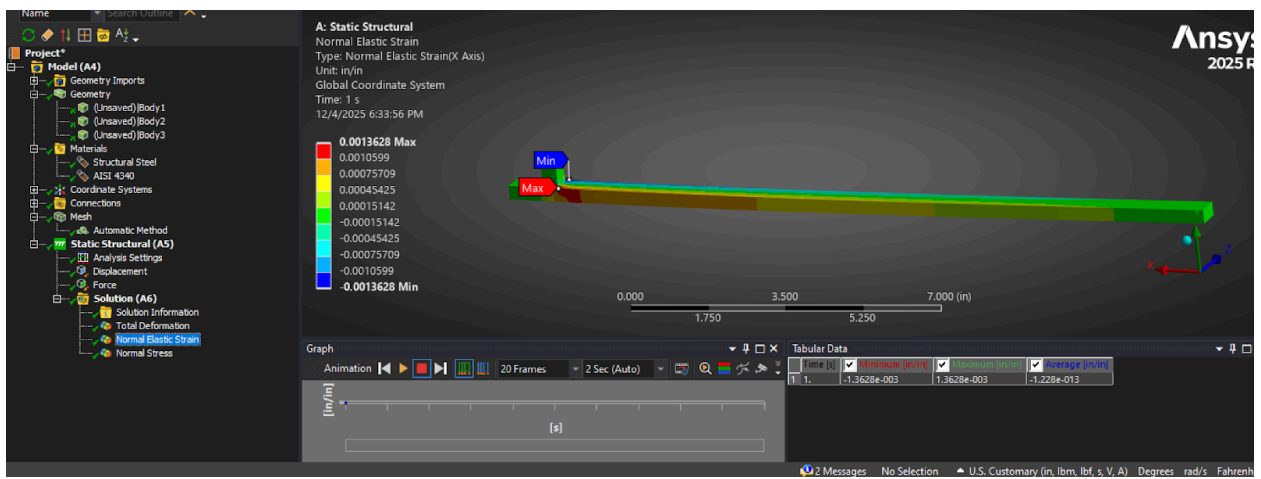 Name Search Outline
Project*
Model (A4)
Geometry Imports
Geometry
(Unsaved)|Body1
(Unsaved)|Body2
(Unsaved)|Body3
Materials
Structural Steel
AISI 4340
Coordinate Systems
Connections
Mesh
Automatic Method
Static Structural (A5)
Analysis Settings
Displacement
Force
Solution (A6)
Solution Information
Total Deformation
Normal Elastic Strain
Normal Stress
A: Static Structural
Normal Elastic Strain
Type: Normal Elastic Strain(X Axis)
Unit: in/in
Global Coordinate System
Time: 1 s
12/4/2025 6:33:56 PM
0.0013628 Max
0.0010599
0.00075709
0.00045425
0.00015142
-0.00015142
-0.00045425
-0.00075709
-0.0010599
-0.0013628 Min
Min
Max
Ansys
2025 R
X
Z
0.000 3.500 7.000 (in)
1.750 5.250
Graph
Animation 20 Frames 2 Sec (Auto)
[in/in]
[s]
Tabular Data
Time [s] Minimum [in/in] Maximum [in/in] Average [in/in]
1 1. -1.3628e-003 1.3628e-003 -1.228e-013
2 Messages No Selection U.S. Customary (in, lbm, lbf, s, V, A) Degrees rad/s Fahrenh